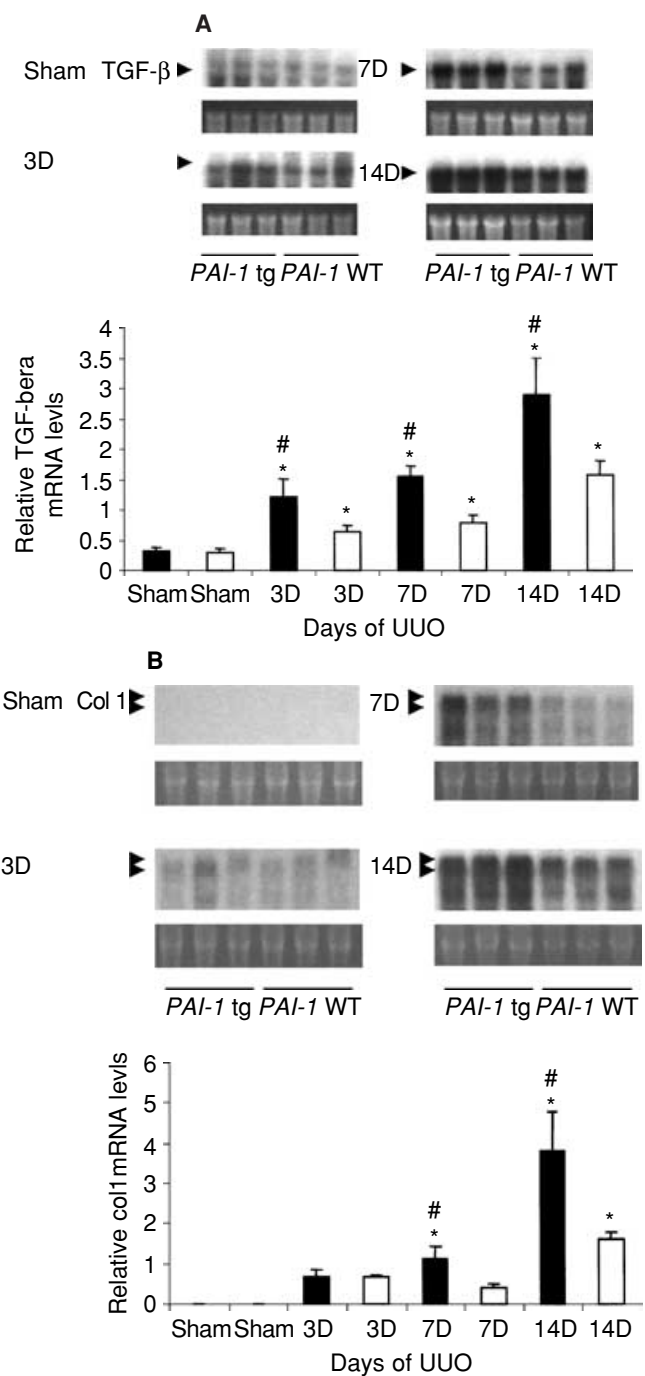 A
Sham TGF-β 7D
3D 14D
PAI-1 tg PAI-1 WT PAI-1 tg PAI-1 WT
Relative TGF-bera
mRNA levls
4
3.5
3
2.5
2
1.5
1
0.5
0
#
*
*
#
*
*
#
*
*
Sham Sham 3D 3D 7D 7D 14D 14D
Days of UUO
B
Sham Col 1 7D
3D 14D
PAI-1 tg PAI-1 WT PAI-1 tg PAI-1 WT
Relative col1mRNA levls
6
5
4
3
2
1
0
#
*
#
*
*
Sham Sham 3D 3D 7D 7D 14D 14D
Days of UUO